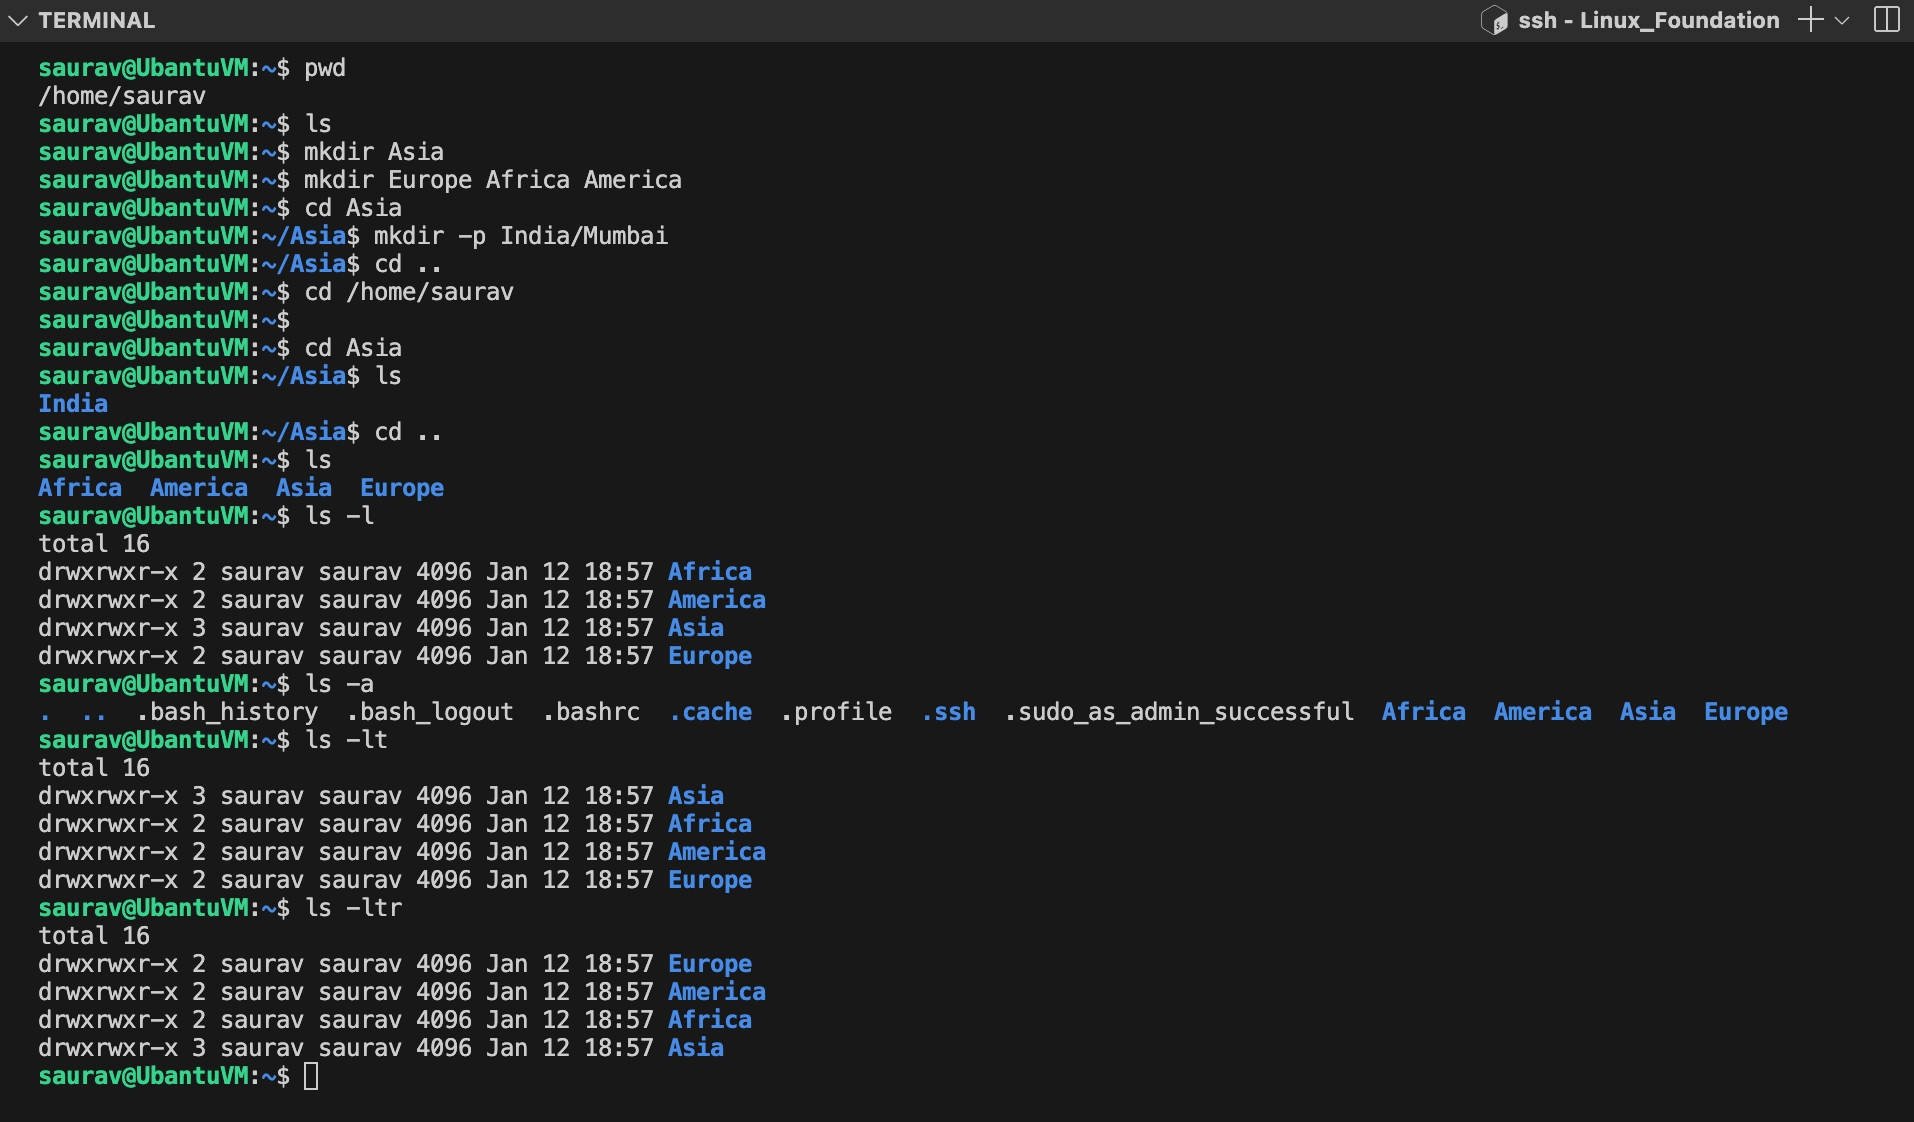 TERMINAL ssh - Linux_Foundation
saurav@UbantuVM:~$ pwd
/home/saurav
saurav@UbantuVM:~$ ls
saurav@UbantuVM:~$ mkdir Asia
saurav@UbantuVM:~$ mkdir Europe Africa America
saurav@UbantuVM:~$ cd Asia
saurav@UbantuVM:~/Asia$ mkdir -p India/Mumbai
saurav@UbantuVM:~/Asia$ cd ..
saurav@UbantuVM:~$ cd /home/saurav
saurav@UbantuVM:~$
saurav@UbantuVM:~$ cd Asia
saurav@UbantuVM:~/Asia$ ls
India
saurav@UbantuVM:~/Asia$ cd ..
saurav@UbantuVM:~$ ls
Africa  America  Asia  Europe
saurav@UbantuVM:~$ ls -l
total 16
drwxrwxr-x 2 saurav saurav 4096 Jan 12 18:57 Africa
drwxrwxr-x 2 saurav saurav 4096 Jan 12 18:57 America
drwxrwxr-x 3 saurav saurav 4096 Jan 12 18:57 Asia
drwxrwxr-x 2 saurav saurav 4096 Jan 12 18:57 Europe
saurav@UbantuVM:~$ ls -a
.  ..  .bash_history  .bash_logout  .bashrc  .cache  .profile  .ssh  .sudo_as_admin_successful  Africa  America  Asia  Europe
saurav@UbantuVM:~$ ls -lt
total 16
drwxrwxr-x 3 saurav saurav 4096 Jan 12 18:57 Asia
drwxrwxr-x 2 saurav saurav 4096 Jan 12 18:57 Africa
drwxrwxr-x 2 saurav saurav 4096 Jan 12 18:57 America
drwxrwxr-x 2 saurav saurav 4096 Jan 12 18:57 Europe
saurav@UbantuVM:~$ ls -ltr
total 16
drwxrwxr-x 2 saurav saurav 4096 Jan 12 18:57 Europe
drwxrwxr-x 2 saurav saurav 4096 Jan 12 18:57 America
drwxrwxr-x 2 saurav saurav 4096 Jan 12 18:57 Africa
drwxrwxr-x 3 saurav saurav 4096 Jan 12 18:57 Asia
saurav@UbantuVM:~$